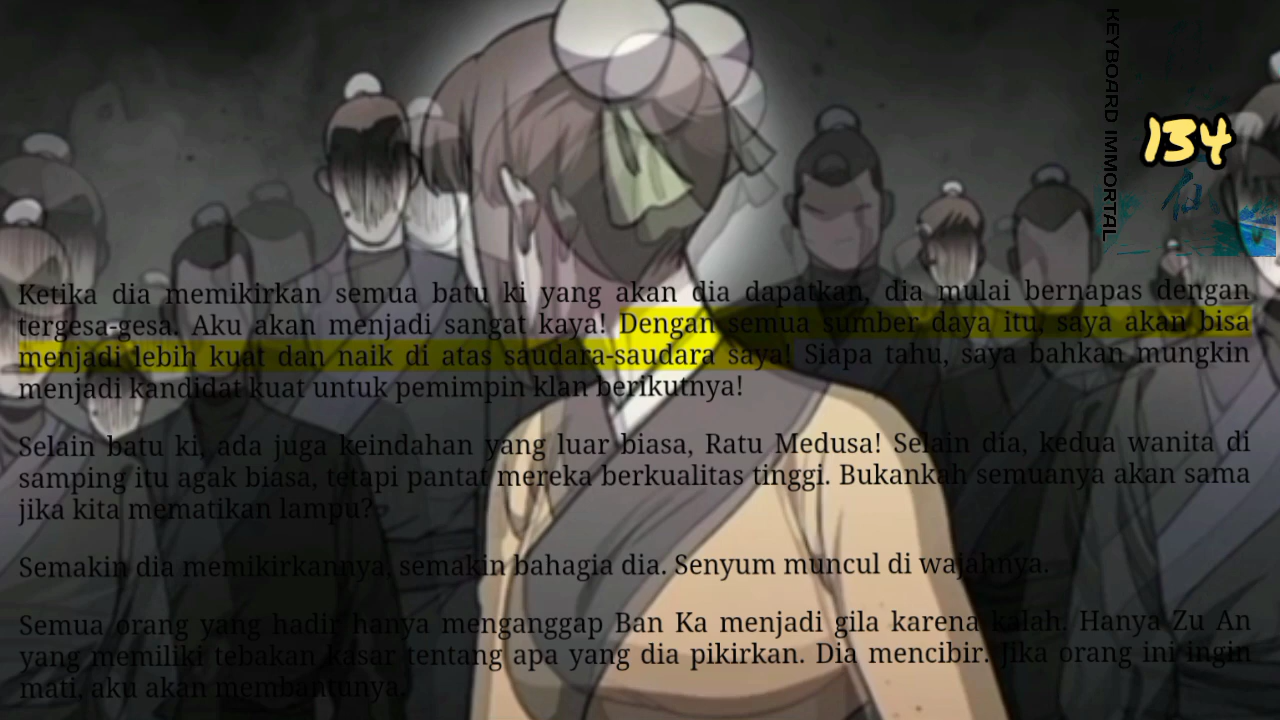 KEYBOARD IMMORTAL
134
Ketika dia memikirkan semua batu ki yang akan dia dapatkan, dia mulai bernapas dengan
tergesa-gesa. Aku akan menjadi sangat kaya! Dengan semua sumber daya itu, saya akan bisa
menjadi lebih kuat dan naik di atas saudara-saudara saya! Siapa tahu, saya bahkan mungkin
menjadi kandidat kuat untuk pemimpin klan berikutnya!
Selain batu ki, ada juga keindahan yang luar biasa, Ratu Medusa! Selain dia, kedua wanita di
samping itu agak biasa, tetapi pantat mereka berkualitas tinggi. Bukankah semuanya akan sama
jika kita mematikan lampu?
Semakin dia memikirkannya, semakin bahagia dia. Senyum muncul di wajahnya.
Semua orang yang hadir hanya menganggap Ban Ka menjadi gila karena kalah. Hanya Zu An
yang memiliki tebakan kasar tentang apa yang dia pikirkan. Dia mencibir. Jika orang ini ingin
mati, aku akan membantunya.